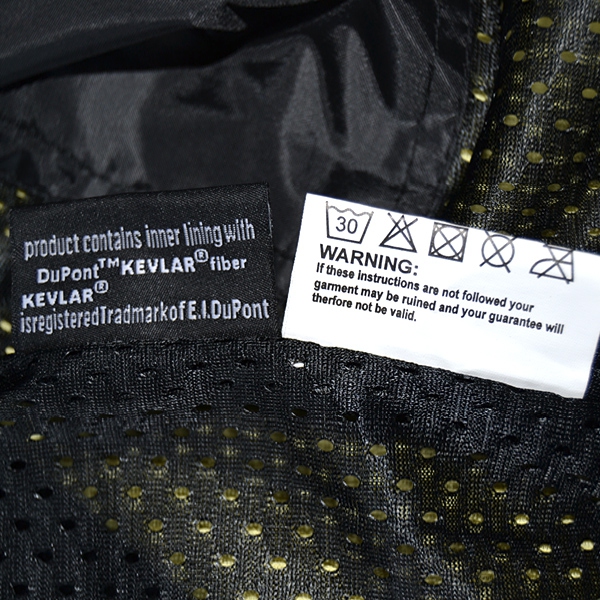 product contains inner lining with
DuPont™KEVLAR® fiber
KEVLAR®
isregisteredTradmarkofE.I.DuPont
30
WARNING:
If these instructions are not followed your
garment may be ruined and your guarantee will
therfore not be valid.